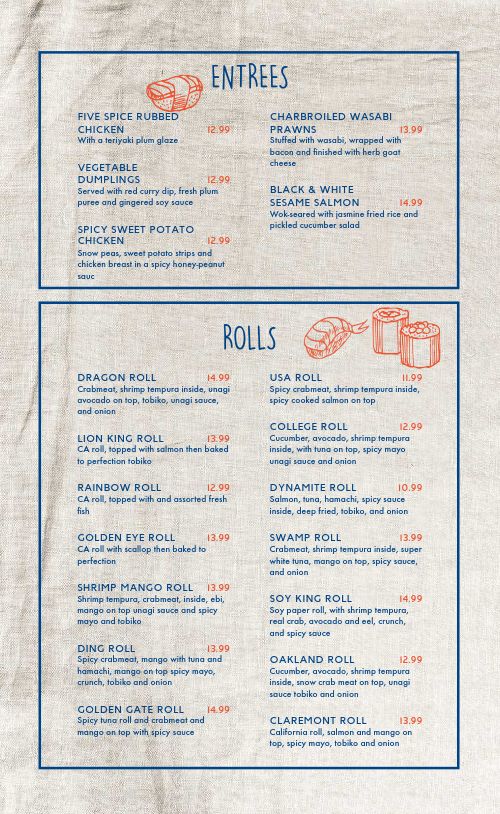 ENTREES
FIVE SPICE RUBBED
CHICKEN 12.99
With a teriyaki plum glaze
VEGETABLE
DUMPLINGS 12.99
Served with red curry dip, fresh plum
puree and gingered soy sauce
SPICY SWEET POTATO
CHICKEN 12.99
Snow peas, sweet potato strips and
chicken breast in a spicy honey-peanut
sauc
CHARBROILED WASABI
PRAWNS 13.99
Stuffed with wasabi, wrapped with
bacon and finished with herb goat
cheese
BLACK & WHITE
SESAME SALMON 14.99
Wok-seared with jasmine fried rice and
pickled cucumber salad
ROLLS
DRAGON ROLL 14.99
Crabmeat, shrimp tempura inside, unagi
avocado on top, tobiko, unagi sauce,
and onion
LION KING ROLL 13.99
CA roll, topped with salmon then baked
to perfection tobiko
RAINBOW ROLL 12.99
CA roll, topped with and assorted fresh
fish
GOLDEN EYE ROLL 13.99
CA roll with scallop then baked to
perfection
SHRIMP MANGO ROLL 13.99
Shrimp tempura, crabmeat, inside, ebi,
mango on top unagi sauce and spicy
mayo and tobiko
DING ROLL 13.99
Spicy crabmeat, mango with tuna and
hamachi, mango on top spicy mayo,
crunch, tobiko and onion
GOLDEN GATE ROLL 14.99
Spicy tuna roll and crabmeat and
mango on top with spicy sauce
USA ROLL 11.99
Spicy crabmeat, shrimp tempura inside,
spicy cooked salmon on top
COLLEGE ROLL 12.99
Cucumber, avocado, shrimp tempura
inside, with tuna on top, spicy mayo
unagi sauce and onion
DYNAMITE ROLL 10.99
Salmon, tuna, hamachi, spicy sauce
inside, deep fried, tobiko, and onion
SWAMP ROLL 13.99
Crabmeat, shrimp tempura inside, super
white tuna, mango on top, spicy sauce,
and onion
SOY KING ROLL 14.99
Soy paper roll, with shrimp tempura,
real crab, avocado and eel, crunch,
and spicy sauce
OAKLAND ROLL 12.99
Cucumber, avocado, shrimp tempura
inside, snow crab meat on top, unagi
sauce tobiko and onion
CLAREMONT ROLL 13.99
California roll, salmon and mango on
top, spicy mayo, tobiko and onion